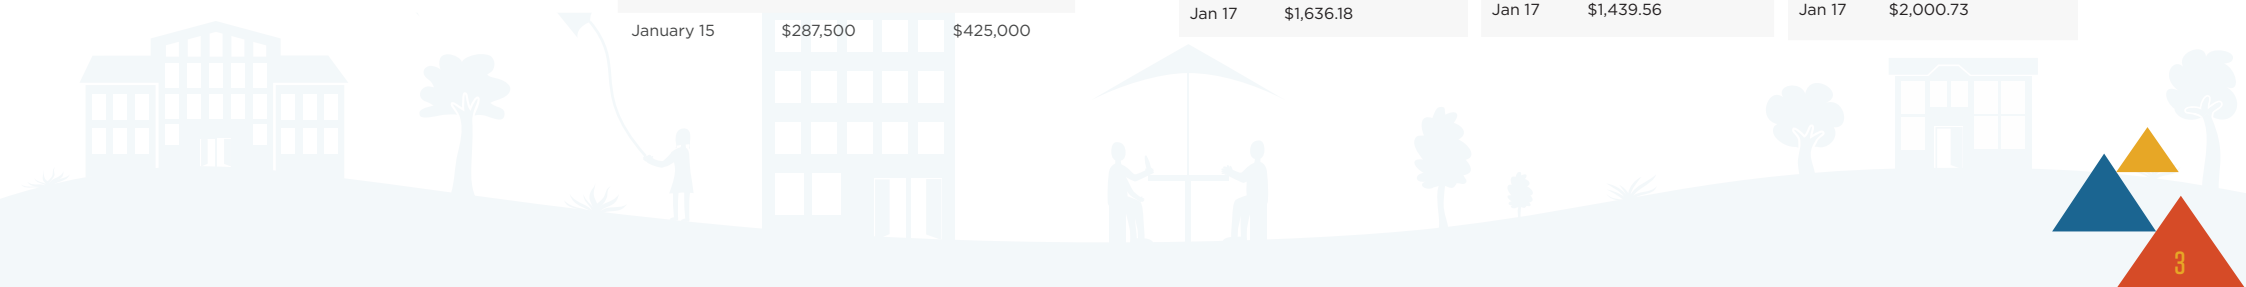 January 15 $287,500 $425,000
Jan 17 $1,636.18
Jan 17 $1,439.56
Jan 17 $2,000.73
3